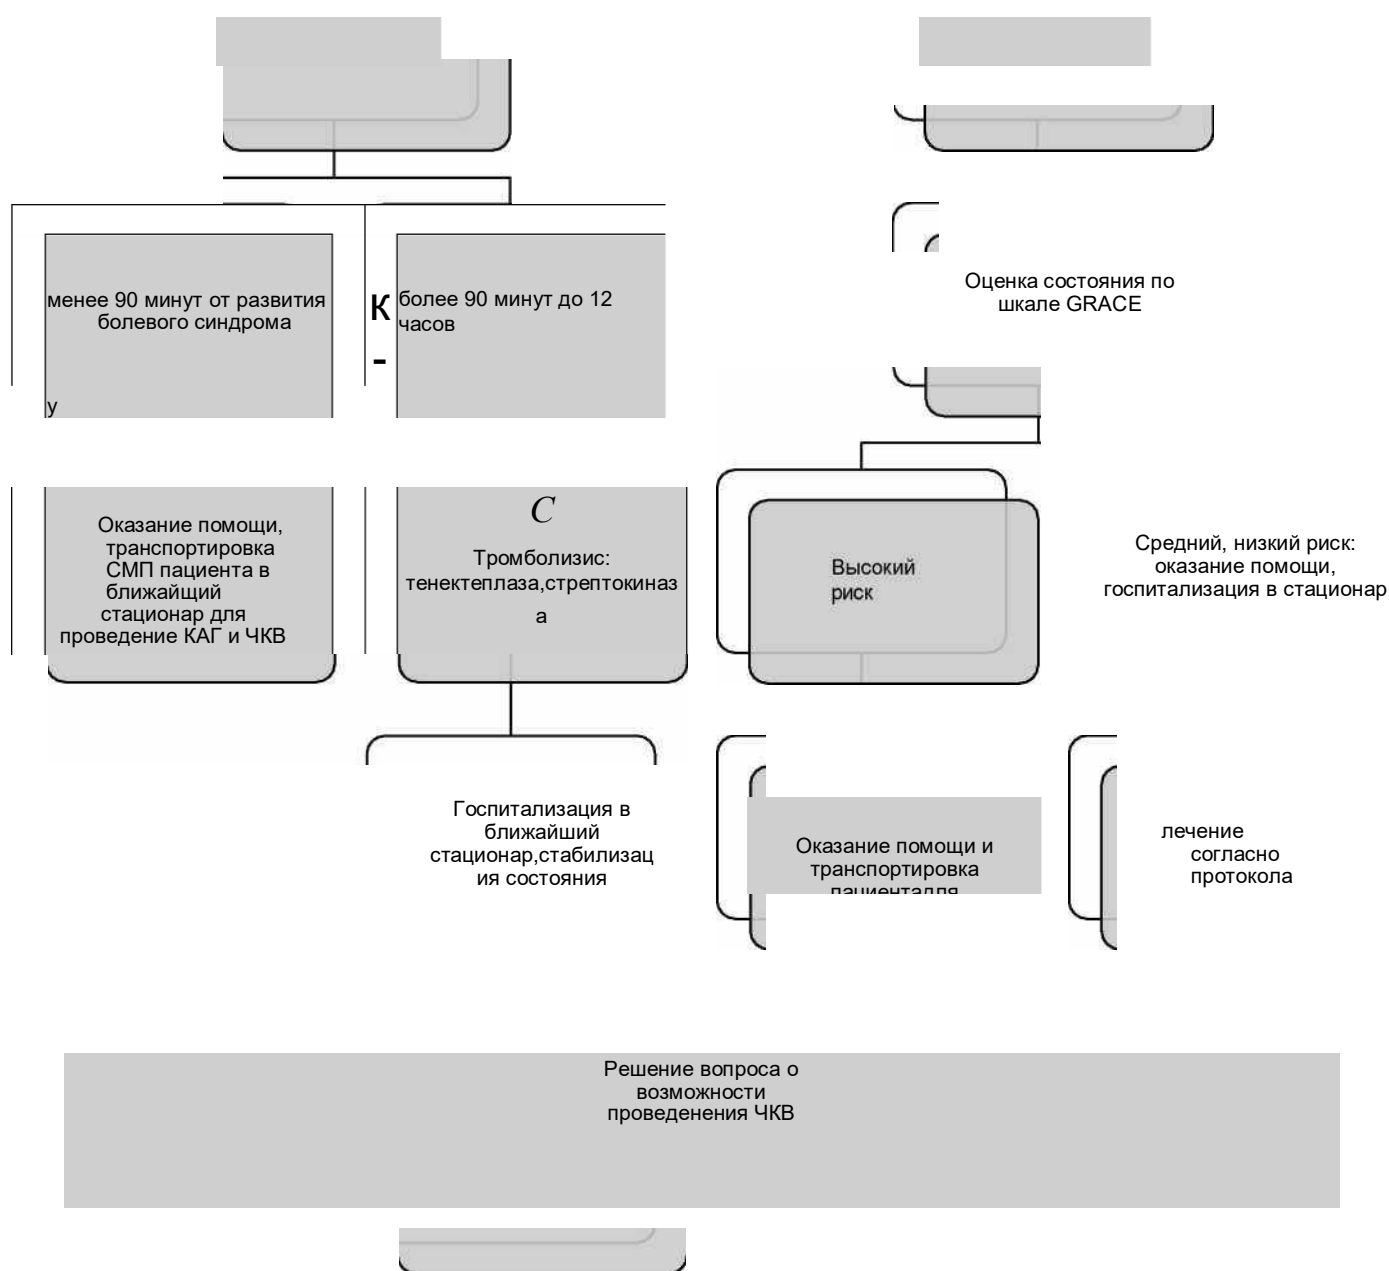 менее 90 минут от развития
болевого синдрома
у
К
-
более 90 минут до 12
часов
Оценка состояния по
шкале GRACE
Оказание помощи,
транспортировка
СМП пациента в
ближайщий
стационар для
проведение КАГ и ЧКВ
С
Тромболизис:
тенектеплаза,стрептокиназ
а
Высокий
риск
Средний, низкий риск:
оказание помощи,
госпитализация в стационар
Госпитализация в
ближайший
стационар,стабилизац
ия состояния
Оказание помощи и
транспортировка
пациентадля
лечение
согласно
протокола
Решение вопроса о
возможности
проведенения ЧКВ